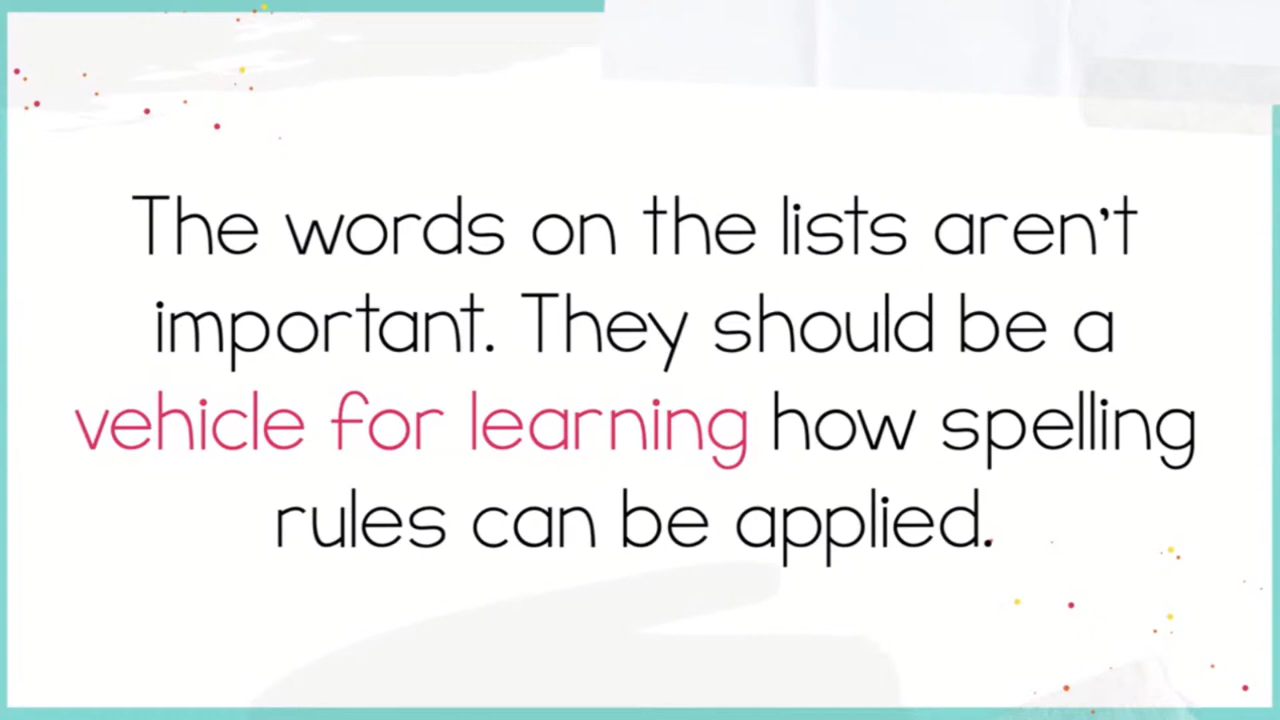 The words on the lists aren’t
important. They should be a
vehicle for learning how spelling
rules can be applied.